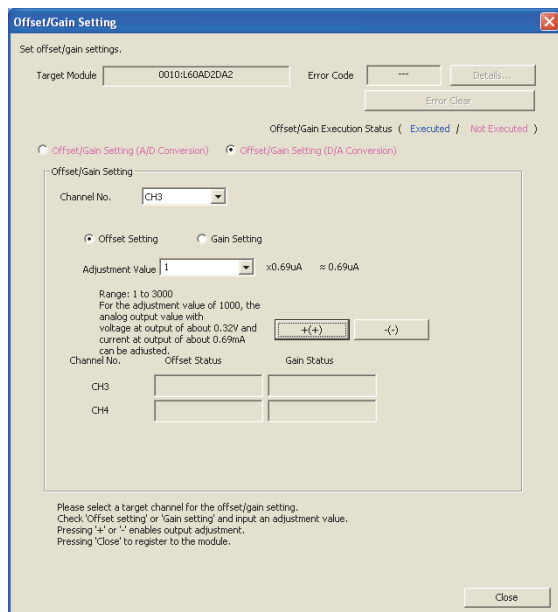 Offset/Gain Setting
Set offset/gain settings.
Target Module 0010:L60AD2DA2 Error Code --- Details...
Error Clear
Offset/Gain Execution Status ( Executed / Not Executed )
Offset/Gain Setting (A/D Conversion) Offset/Gain Setting (D/A Conversion)
Offset/Gain Setting
Channel No. CH3
Offset Setting Gain Setting
Adjustment Value 1 x0.69uA ≈ 0.69uA
Range: 1 to 3000
For the adjustment value of 1000, the
analog output value with
voltage at output of about 0.32V and
current at output of about 0.69mA
can be adjusted.
+(+) -(-)
Channel No. Offset Status Gain Status
CH3
CH4
Please select a target channel for the offset/gain setting.
Check 'Offset setting' or 'Gain setting' and input an adjustment value.
Pressing '+' or '-' enables output adjustment.
Pressing 'Close' to register to the module.
Close